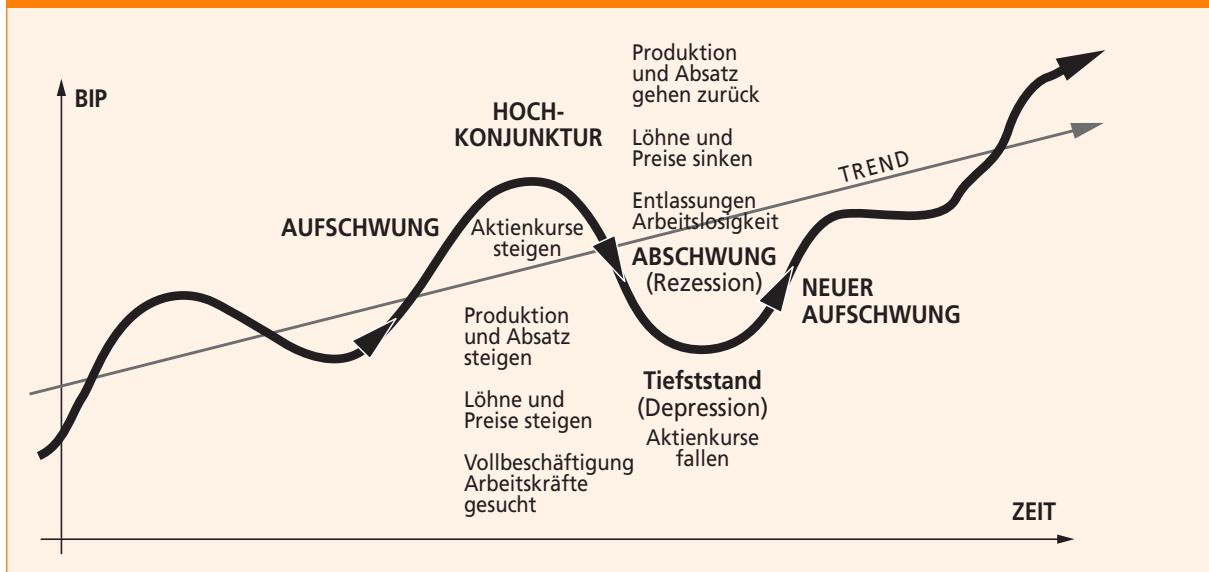 BIP
AUFSCHWUNG
HOCH-
KONJUNKTUR
Aktienkurse
steigen
Produktion
und Absatz
steigen
Löhne und
Preise steigen
Vollbeschäftigung
Arbeitskräfte
gesucht
Produktion
und Absatz
gehen zurück
Löhne und
Preise sinken
Entlassungen
Arbeitslosigkeit
ABSCHWUNG
(Rezession)
Tiefststand
(Depression)
Aktienkurse
fallen
TREND
NEUER
AUFSCHWUNG
ZEIT